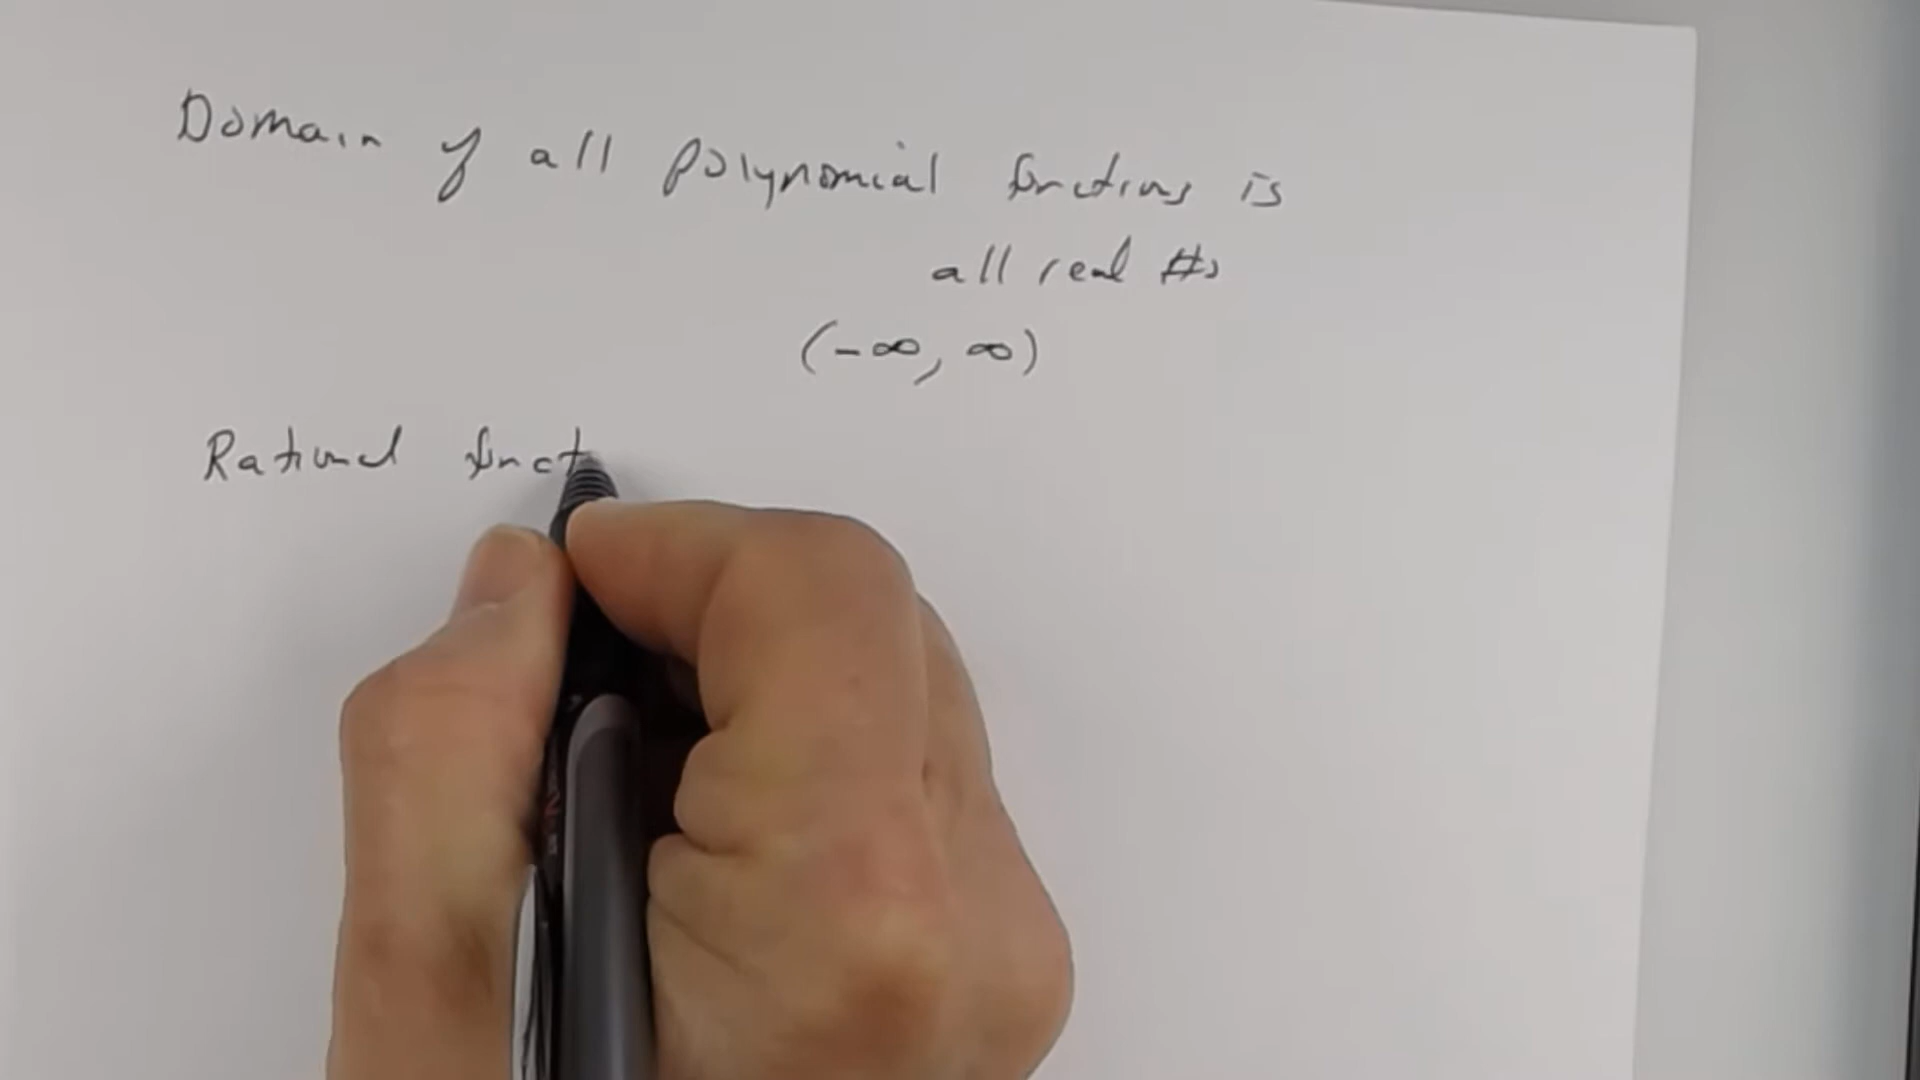 Domain of all polynomial functions is
all real #s
(-∞, ∞)
Rational funct